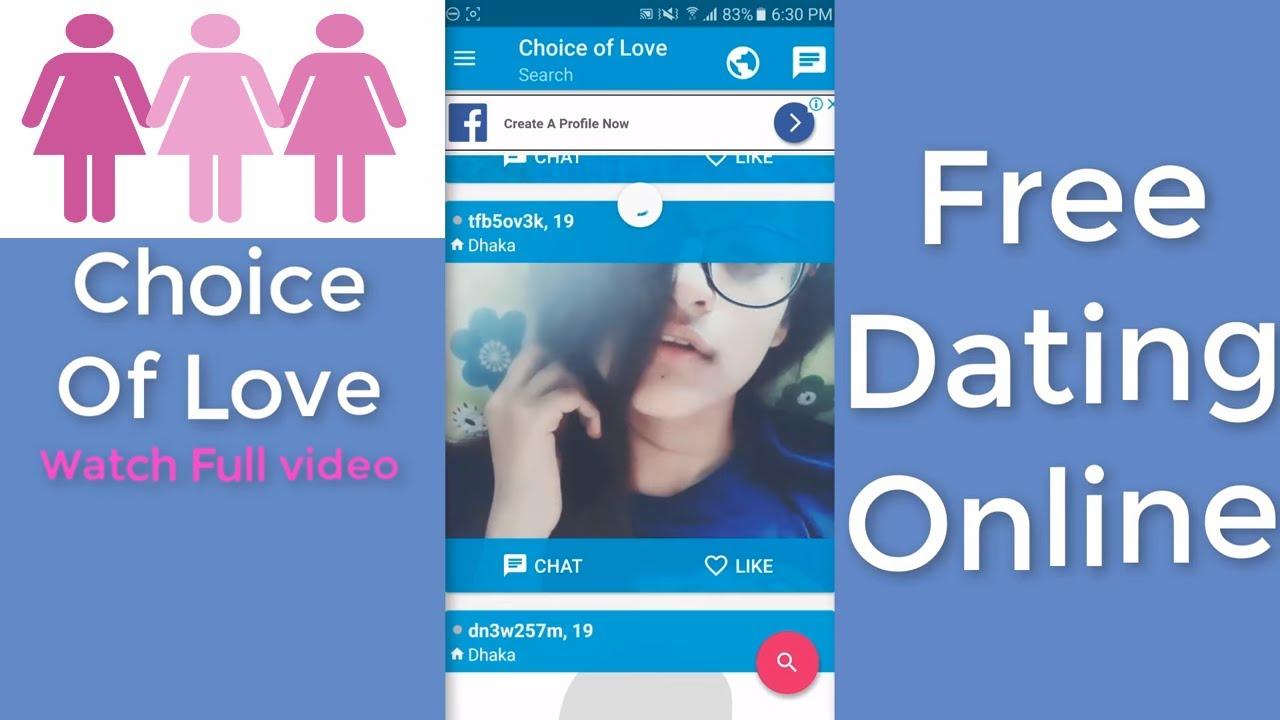 Choice
Of Love
Watch Full video
83% 6:30 PM
Choice of Love
Search
f Create A Profile Now
CHAT LIKE
tfb5ov3k, 19
Dhaka
CHAT LIKE
dn3w257m, 19
Dhaka
Free
Dating
Online